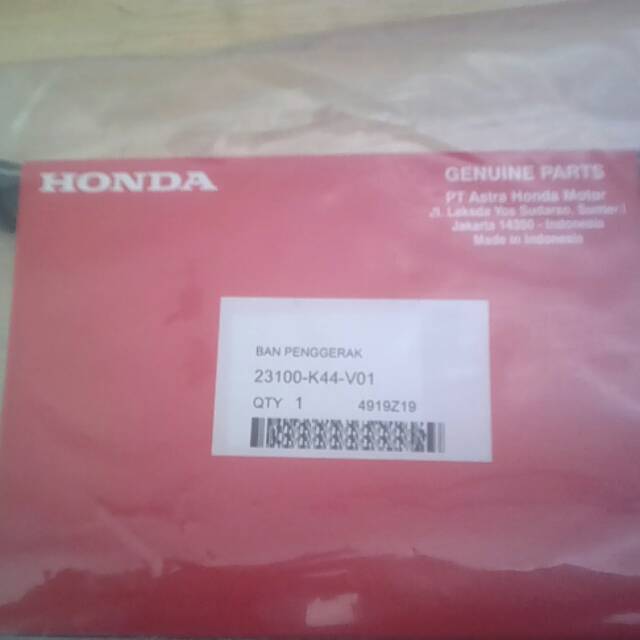 HONDA
GENUINE PARTS
PT Astra Honda Motor
Jl. Laksda Yos Sudarso, Sunter I
Jakarta 14350 - Indonesia
Made in Indonesia
BAN PENGGERAK
23100-K44-V01
QTY 1 4919Z19